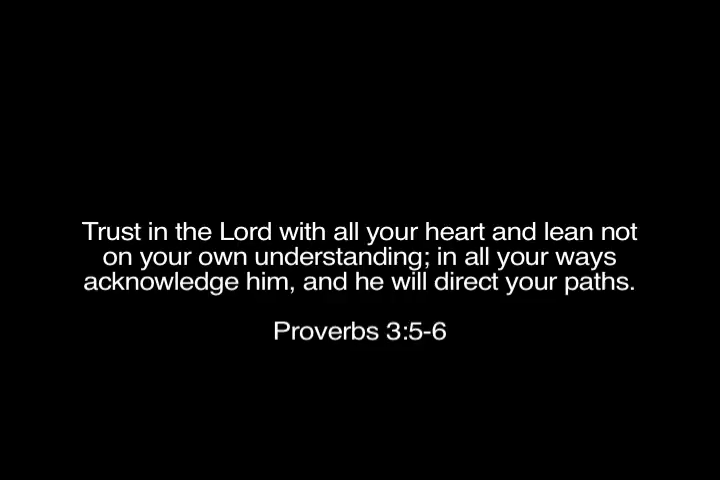 Trust in the Lord with all your heart and lean not
on your own understanding; in all your ways
acknowledge him, and he will direct your paths.
Proverbs 3:5-6